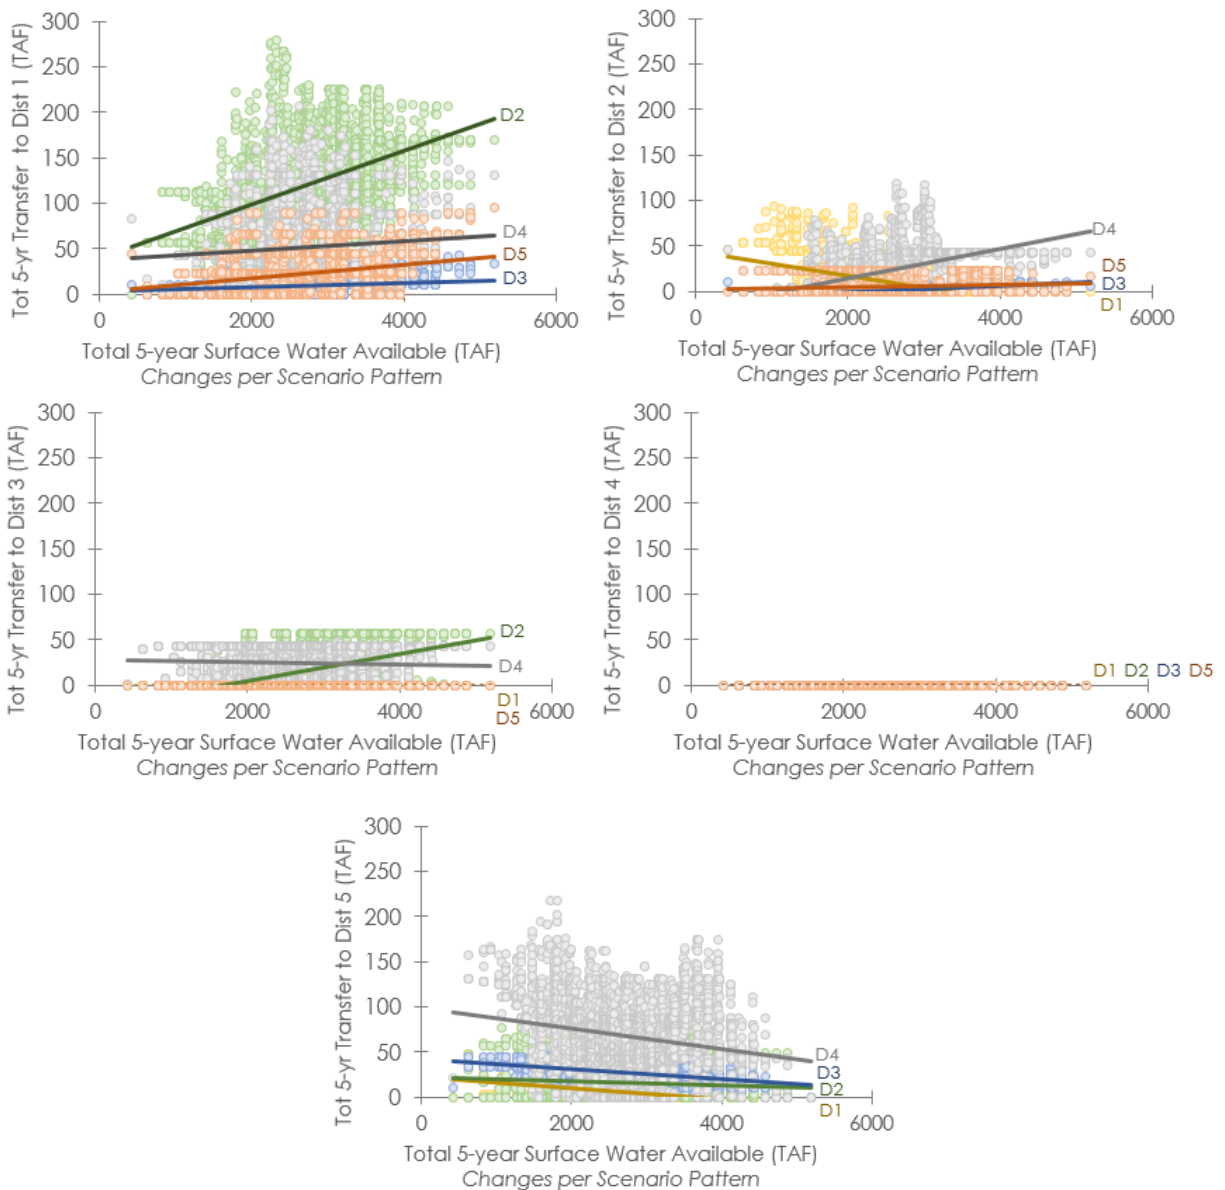 Tot 5-yr Transfer to Dist 1 (TAF)
300
250
200
150
100
50
0
0 2000 4000 6000
D2
D4
D5
D3
Total 5-year Surface Water Available (TAF)
Changes per Scenario Pattern
Tot 5-yr Transfer to Dist 2 (TAF)
300
250
200
150
100
50
0
0 2000 4000 6000
D4
D5
D3
D1
Total 5-year Surface Water Available (TAF)
Changes per Scenario Pattern
Tot 5-yr Transfer to Dist 3 (TAF)
300
250
200
150
100
50
0
0 2000 4000 6000
D2
D4
D1
D5
Total 5-year Surface Water Available (TAF)
Changes per Scenario Pattern
Tot 5-yr Transfer to Dist 4 (TAF)
300
250
200
150
100
50
0
0 2000 4000 6000
D1 D2 D3 D5
Total 5-year Surface Water Available (TAF)
Changes per Scenario Pattern
Tot 5-yr Transfer to Dist 5 (TAF)
300
250
200
150
100
50
0
0 2000 4000 6000
D4
D3
D2
D1
Total 5-year Surface Water Available (TAF)
Changes per Scenario Pattern